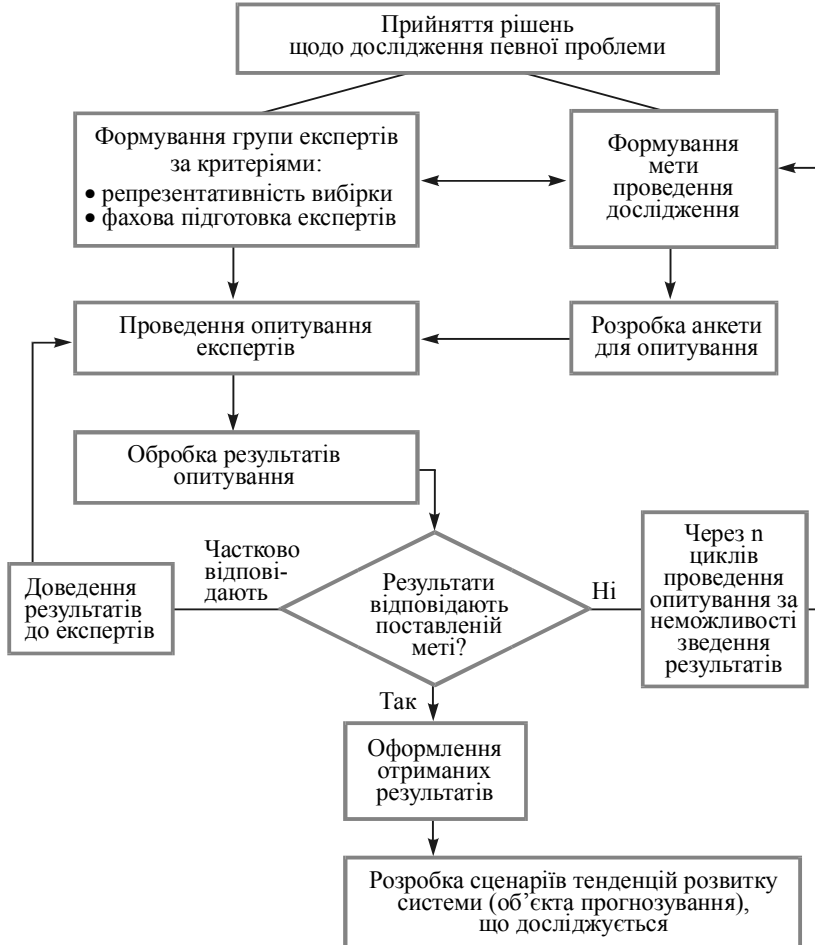 Прийняття рішень
щодо дослідження певної проблеми
Формування групи експертів
за критеріями:
• репрезентативність вибірки
• фахова підготовка експертів
Формування
мети
проведення
дослідження
Проведення опитування
експертів
Розробка анкети
для опитування
Обробка результатів
опитування
Доведення
результатів
до експертів
Частково
відпові-
дають
Результати
відповідають
поставленій
меті?
Ні
Через n
циклів
проведення
опитування за
неможливості
зведення
результатів
Так
Оформлення
отриманих
результатів
Розробка сценаріїв тенденцій розвитку
системи (об’єкта прогнозування),
що досліджується